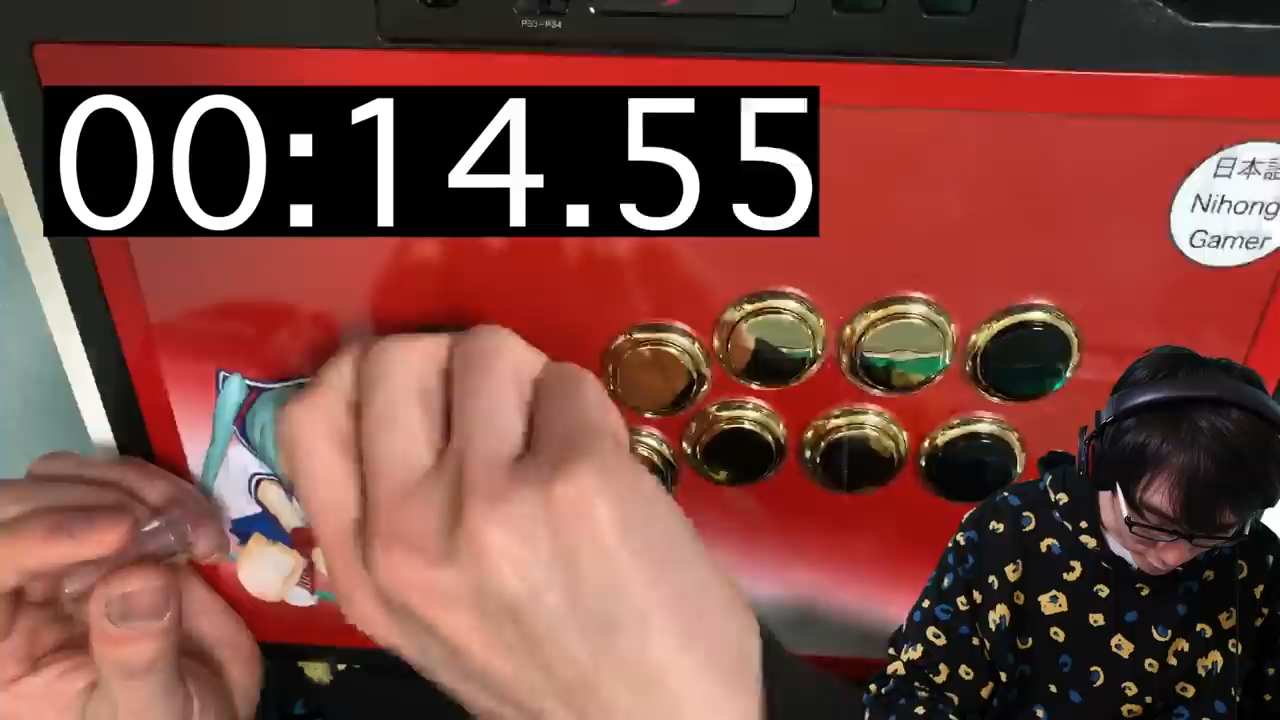 PS3-PS4
00:14.55
日本語
Nihong
Gamer